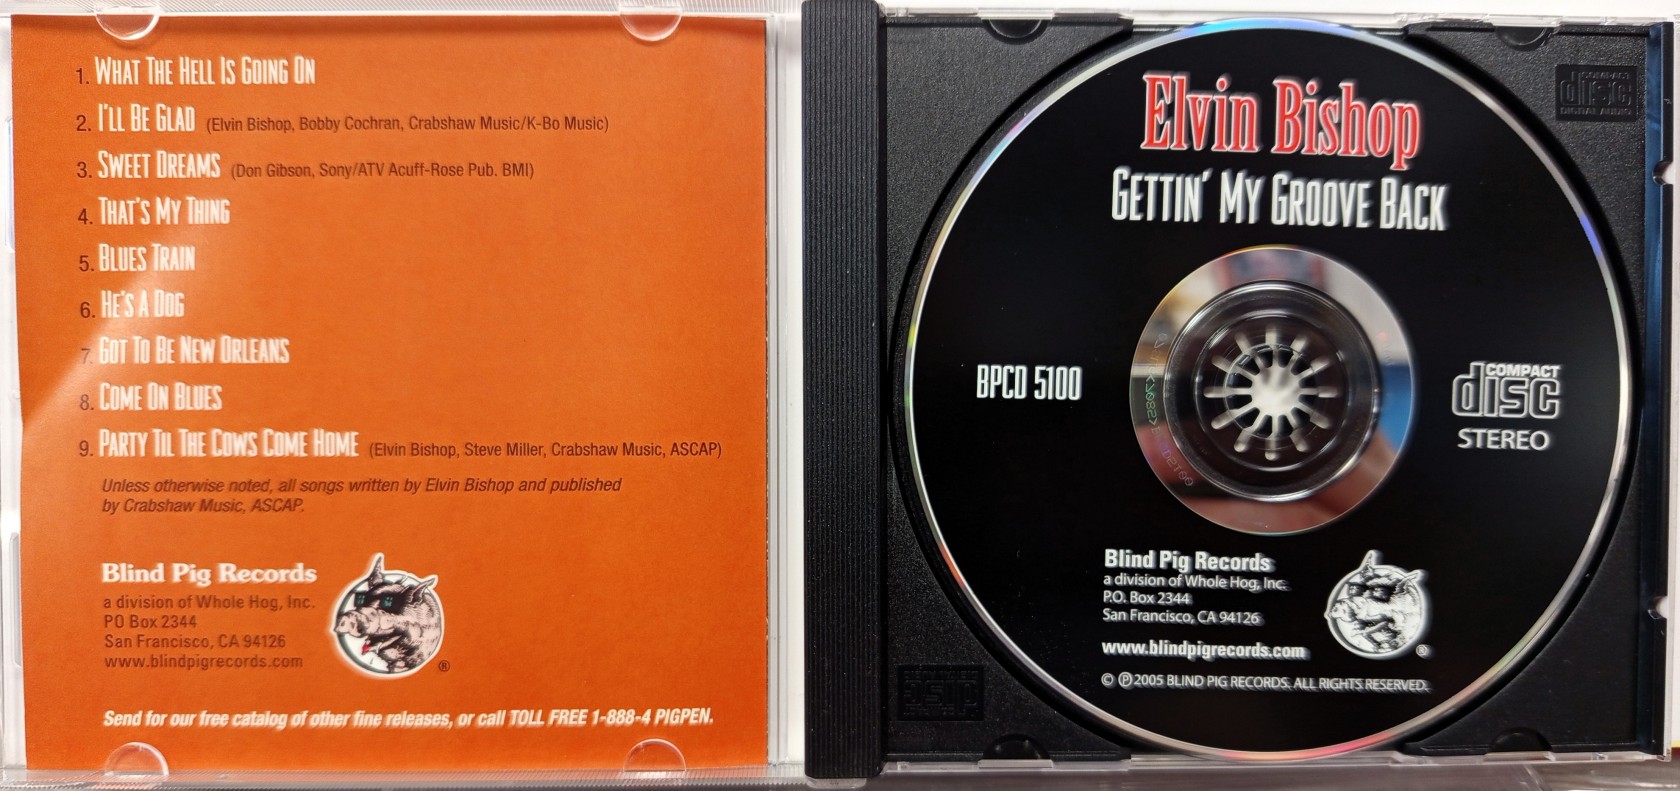 1. WHAT THE HELL IS GOING ON
2. I'LL BE GLAD (Elvin Bishop, Bobby Cochran, Crabshaw Music/K-Bo Music)
3. SWEET DREAMS (Don Gibson, Sony/ATV Acuff-Rose Pub. BMI)
4. THAT'S MY THING
5. BLUES TRAIN
6. HE'S A DOG
7. GOT TO BE NEW ORLEANS
8. COME ON BLUES
9. PARTY TIL THE COWS COME HOME (Elvin Bishop, Steve Miller, Crabshaw Music, ASCAP)
Unless otherwise noted, all songs written by Elvin Bishop and published
by Crabshaw Music, ASCAP.
Blind Pig Records
a division of Whole Hog, Inc.
PO Box 2344
San Francisco, CA 94126
www.blindpigrecords.com
®
Send for our free catalog of other fine releases, or call TOLL FREE 1-888-4 PIGPEN.
COMPACT
disc
DIGITAL AUDIO
Elvin Bishop
GETTIN' MY GROOVE BACK
BPCD 5100
COMPACT
disc
STEREO
Blind Pig Records
a division of Whole Hog, Inc.
P.O. Box 2344
San Francisco, CA 94126
www.blindpigrecords.com
®
© ℗ 2005 BLIND PIG RECORDS. ALL RIGHTS RESERVED.